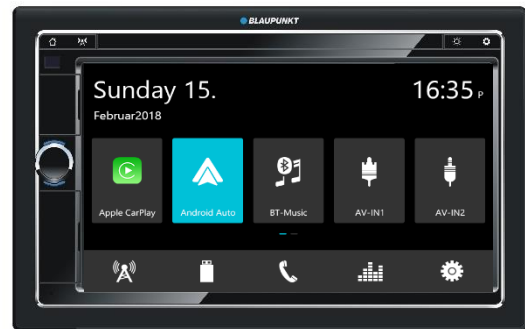 BLAUPUNKT
Sunday 15.
16:35 P
Februar2018
Apple CarPlay
Android Auto
BT-Music
AV-IN1
AV-IN2